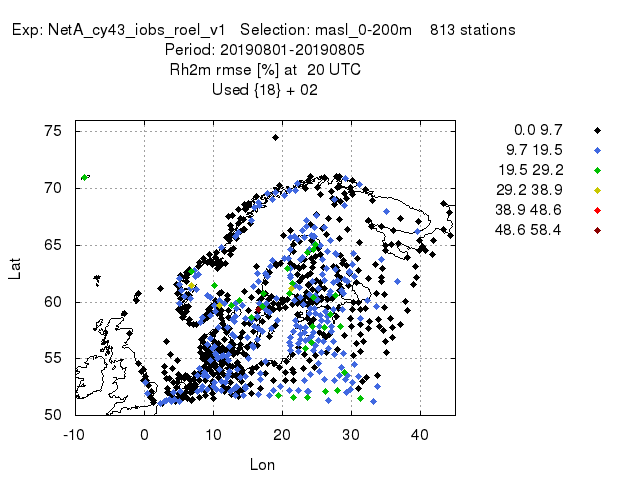 Exp: NetA_cy43_iobs_roel_v1 Selection: masl_0-200m 813 stations
Period: 20190801-20190805
Rh2m rmse [%] at 20 UTC
Used {18} + 02
75
70
65
60
55
50
Lat
-10 0 10 20 30 40
Lon
0.0 9.7
9.7 19.5
19.5 29.2
29.2 38.9
38.9 48.6
48.6 58.4